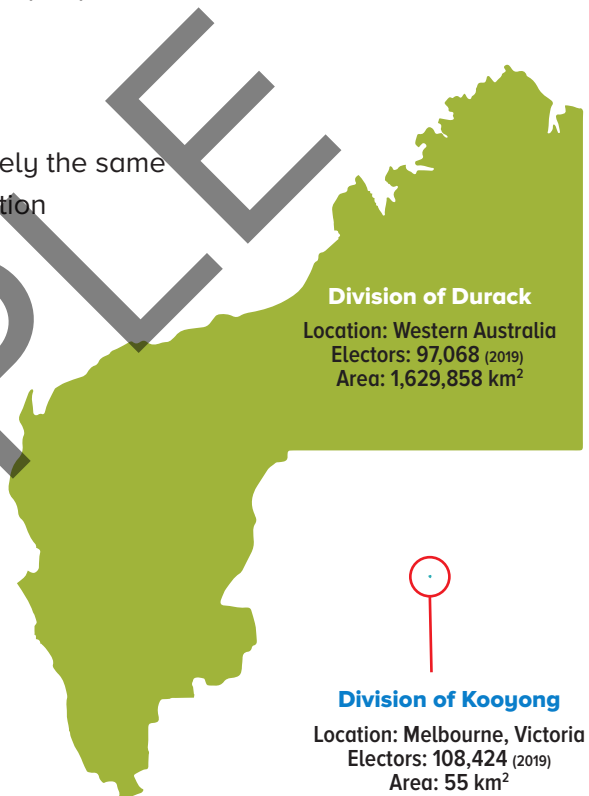 ely the same
tion
Division of Durack
Location: Western Australia
Electors: 97,068 (2019)
Area: 1,629,858 km²
Division of Kooyong
Location: Melbourne, Victoria
Electors: 108,424 (2019)
Area: 55 km²
PLE